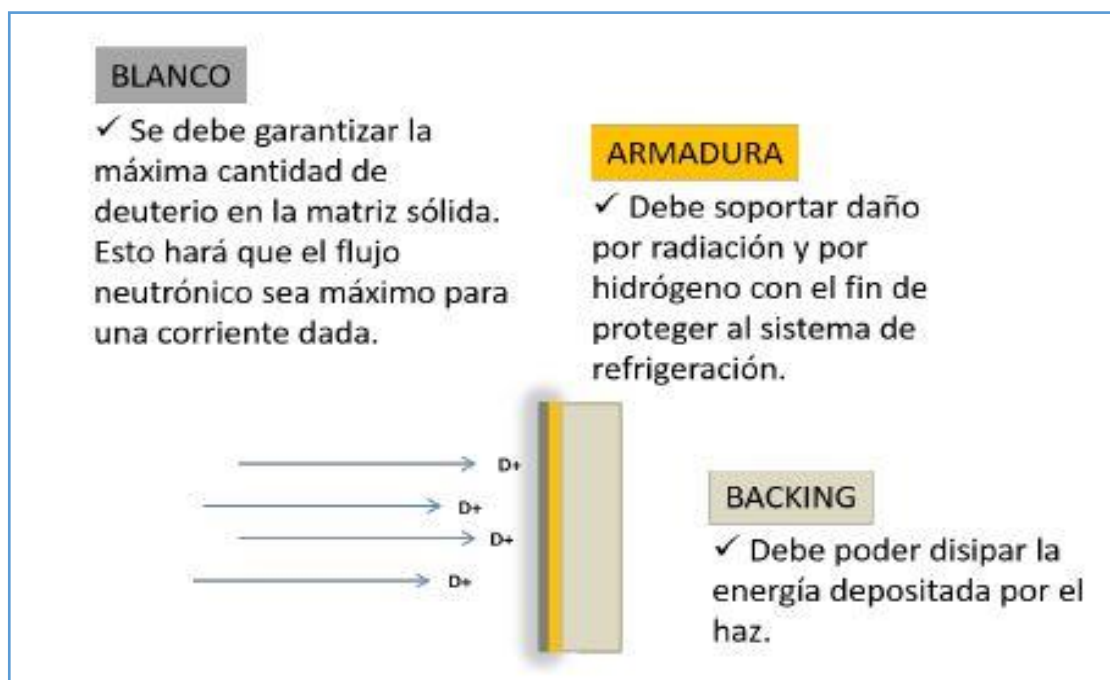 BLANCO
✓ Se debe garantizar la
máxima cantidad de
deuterio en la matriz sólida.
Esto hará que el flujo
neutrónico sea máximo para
una corriente dada.
ARMADURA
✓ Debe soportar daño
por radiación y por
hidrógeno con el fin de
proteger al sistema de
refrigeración.
D+
D+
D+
D+
BACKING
✓ Debe poder disipar la
energía depositada por el
haz.